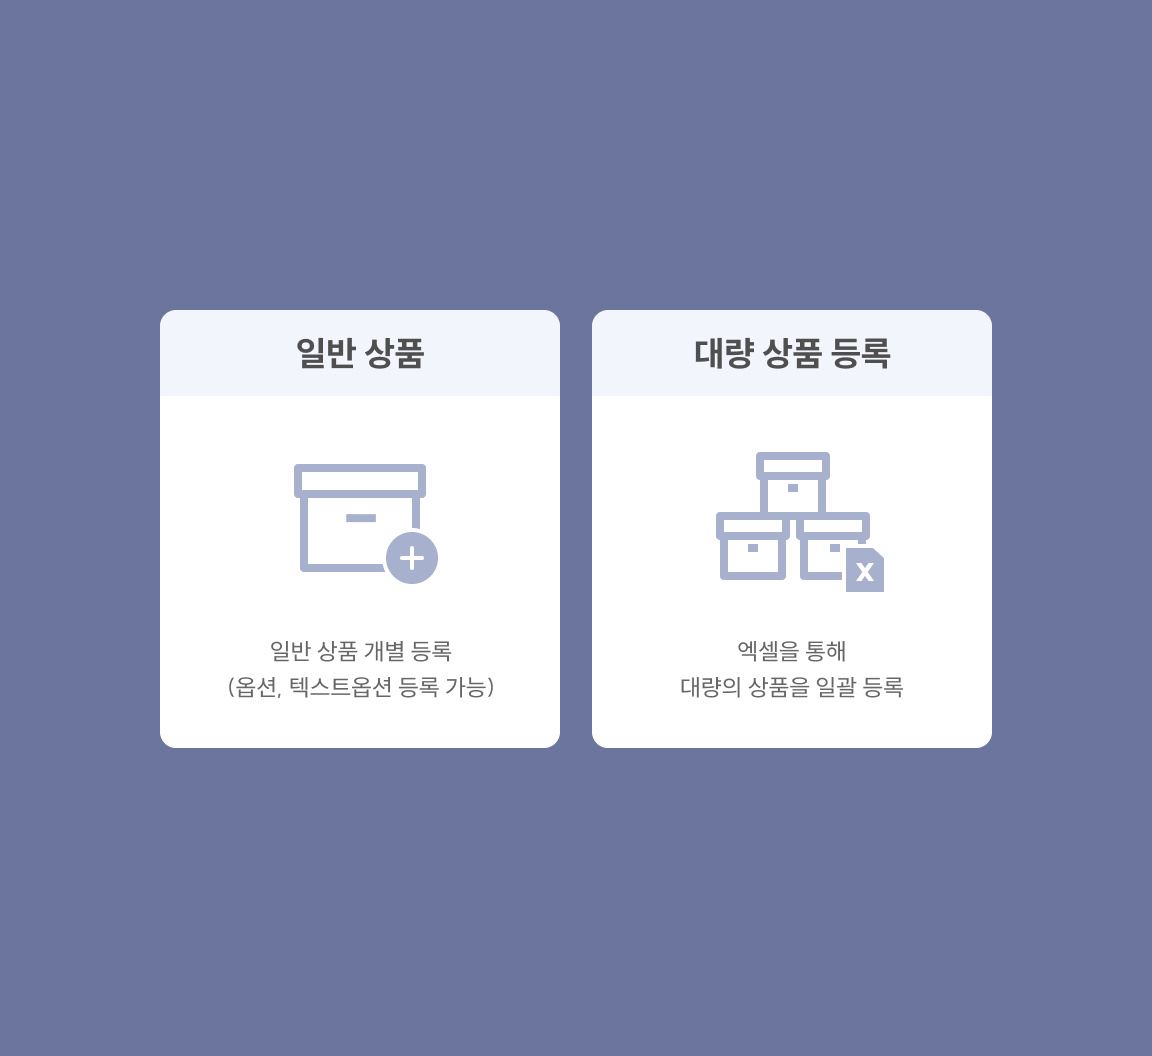 일반 상품
일반 상품 개별 등록
(옵션, 텍스트옵션 등록 가능)
대량 상품 등록
X
엑셀을 통해
대량의 상품을 일괄 등록